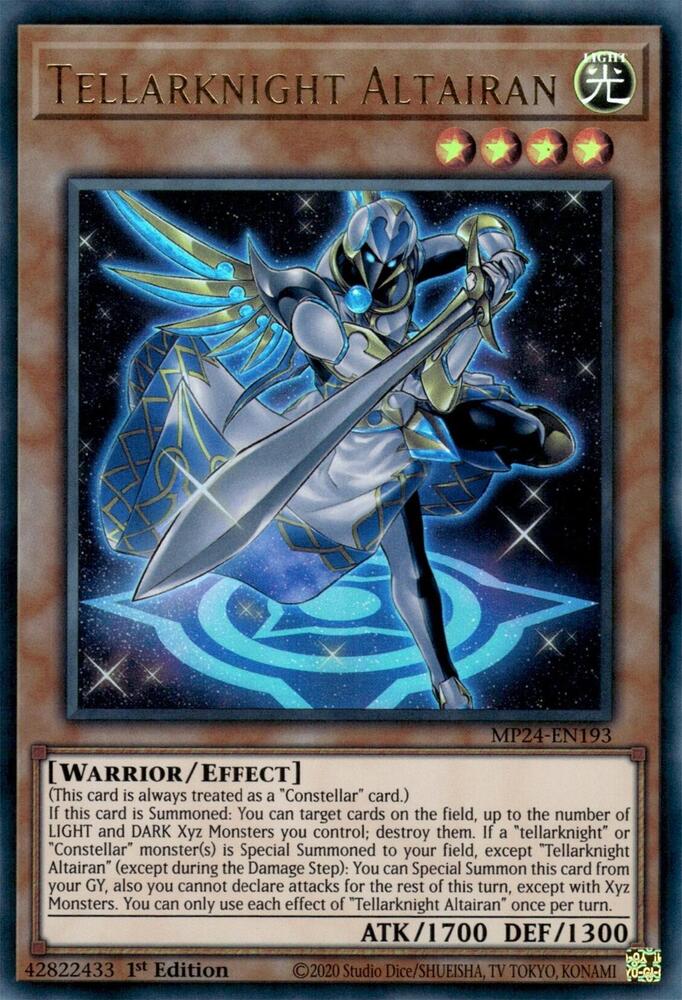 TELLARKNIGHT ALTAIRAN
LIGHT
光
MP24-EN193
[WARRIOR/EFFECT]
(This card is always treated as a "Constellar" card.)
If this card is Summoned: You can target cards on the field, up to the number of
LIGHT and DARK Xyz Monsters you control; destroy them. If a "tellarknight" or
"Constellar" monster(s) is Special Summoned to your field, except "Tellarknight
Altairan" (except during the Damage Step): You can Special Summon this card from
your GY, also you cannot declare attacks for the rest of this turn, except with Xyz
Monsters. You can only use each effect of "Tellarknight Altairan" once per turn.
ATK/1700 DEF/1300
42822433 1st Edition ©2020 Studio Dice/SHUEISHA, TV TOKYO, KONAMI